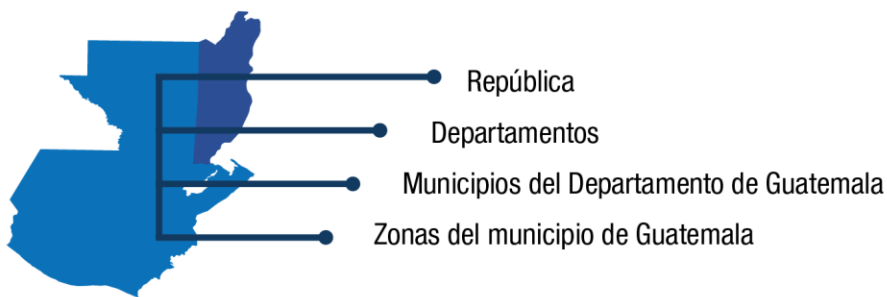 República
Departamentos
Municipios del Departamento de Guatemala
Zonas del municipio de Guatemala